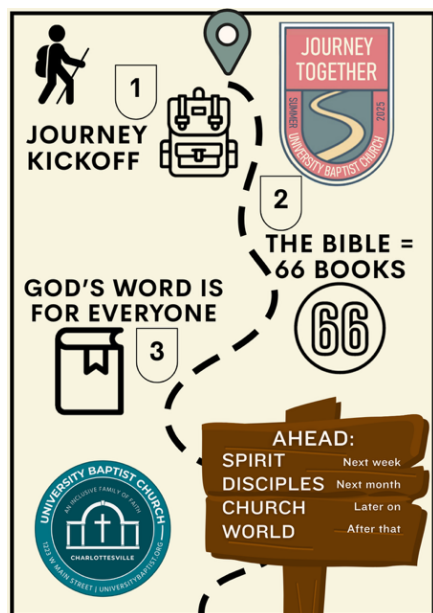 JOURNEY
TOGETHER
SUMMER
UNIVERSITY BAPTIST CHURCH
2025
1
JOURNEY
KICKOFF
2
THE BIBLE =
66 BOOKS
66
GOD'S WORD IS
FOR EVERYONE
3
AHEAD:
SPIRIT Next week
DISCIPLES Next month
CHURCH Later on
WORLD After that
UNIVERSITY BAPTIST CHURCH
AN INCLUSIVE FAMILY OF FAITH
CHARLOTTESVILLE
1223 W MAIN STREET | UNIVERSITYBAPTIST.ORG